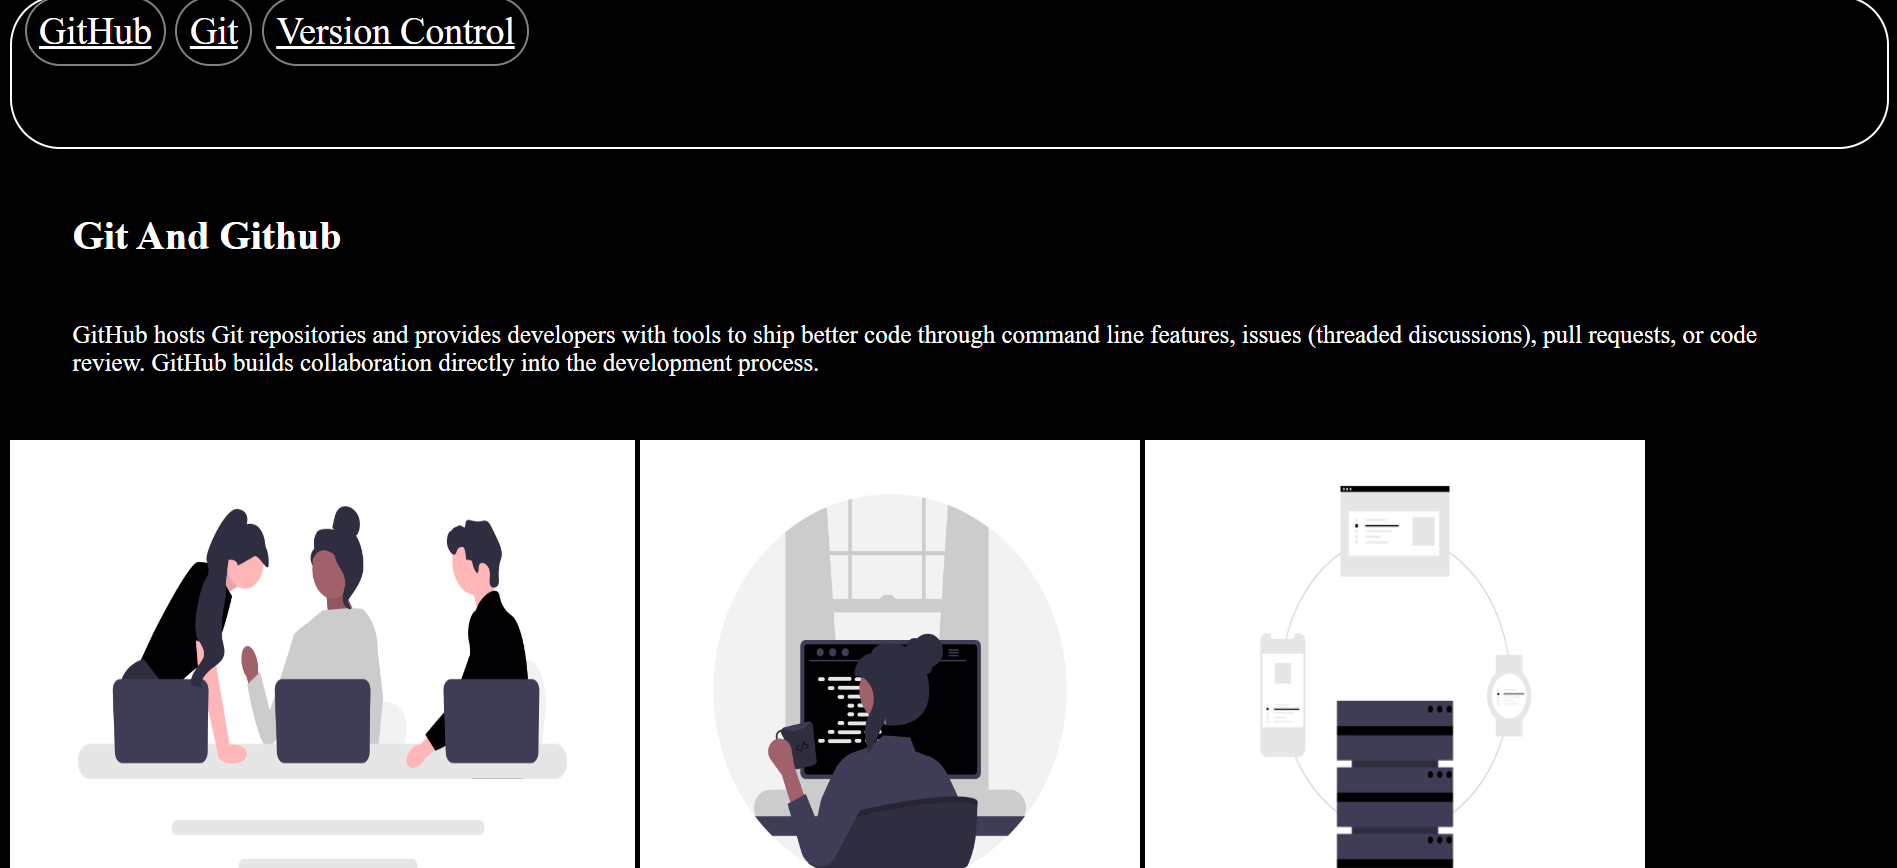 GitHub Git Version Control
Git And Github
GitHub hosts Git repositories and provides developers with tools to ship better code through command line features, issues (threaded discussions), pull requests, or code
review. GitHub builds collaboration directly into the development process.